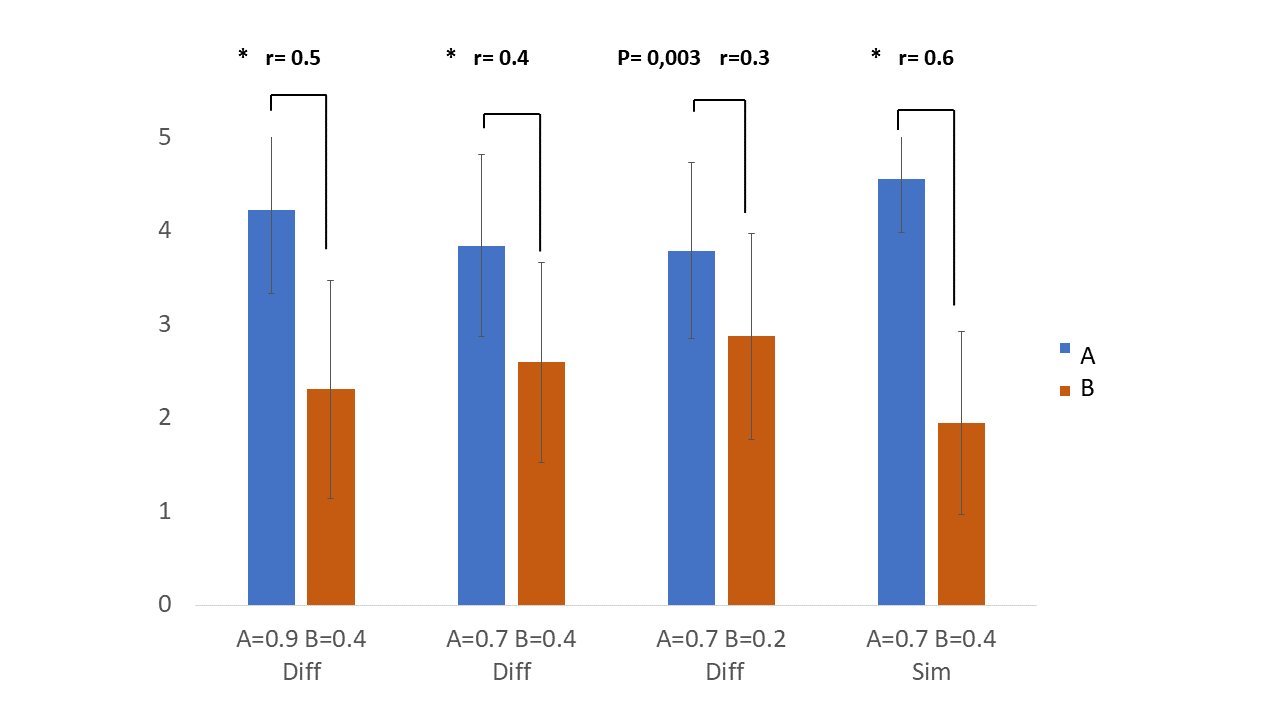 * r= 0.5
* r= 0.4
P= 0,003 r=0.3
* r= 0.6
5
4
3
2
1
0
A
B
A=0.9 B=0.4
Diff
A=0.7 B=0.4
Diff
A=0.7 B=0.2
Diff
A=0.7 B=0.4
Sim